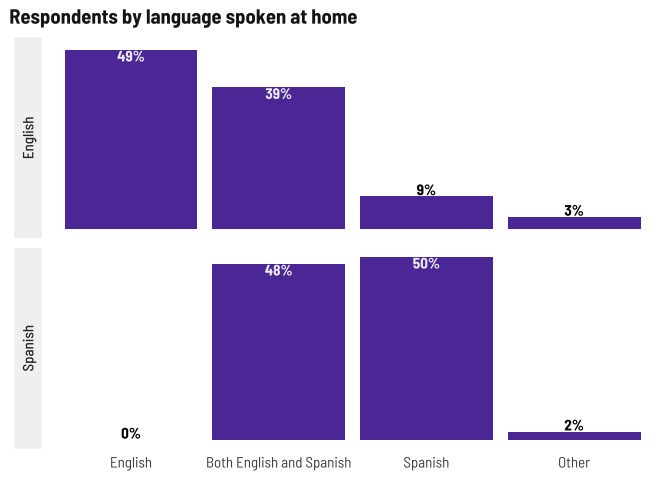 Respondents by language spoken at home
English
49%
39%
9%
3%
Spanish
0%
48%
50%
2%
English
Both English and Spanish
Spanish
Other